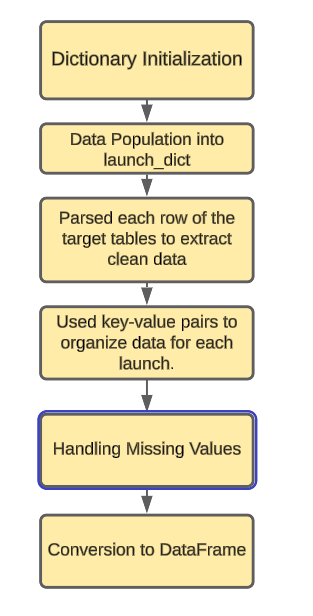 Dictionary Initialization
Data Population into
launch_dict
Parsed each row of the
target tables to extract
clean data
Used key-value pairs to
organize data for each
launch.
Handling Missing Values
Conversion to DataFrame